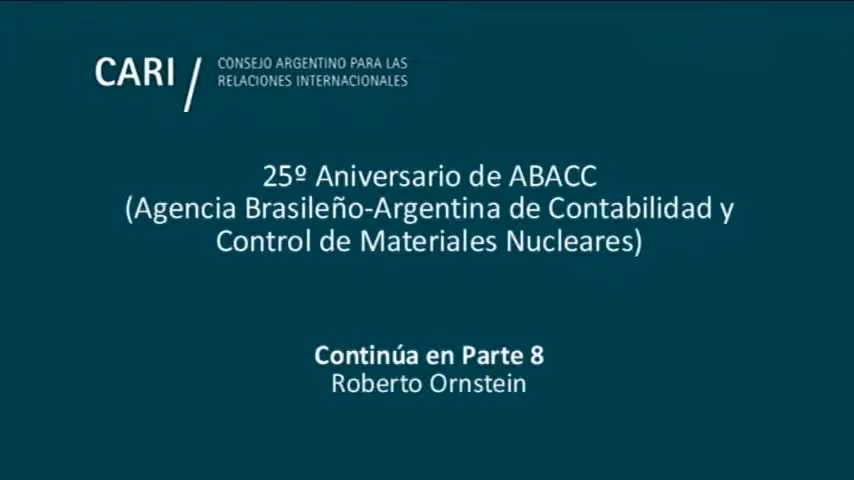 CARI / CONSEJO ARGENTINO PARA LAS
RELACIONES INTERNACIONALES
25º Aniversario de ABACC
(Agencia Brasileño-Argentina de Contabilidad y
Control de Materiales Nucleares)
Continúa en Parte 8
Roberto Ornstein